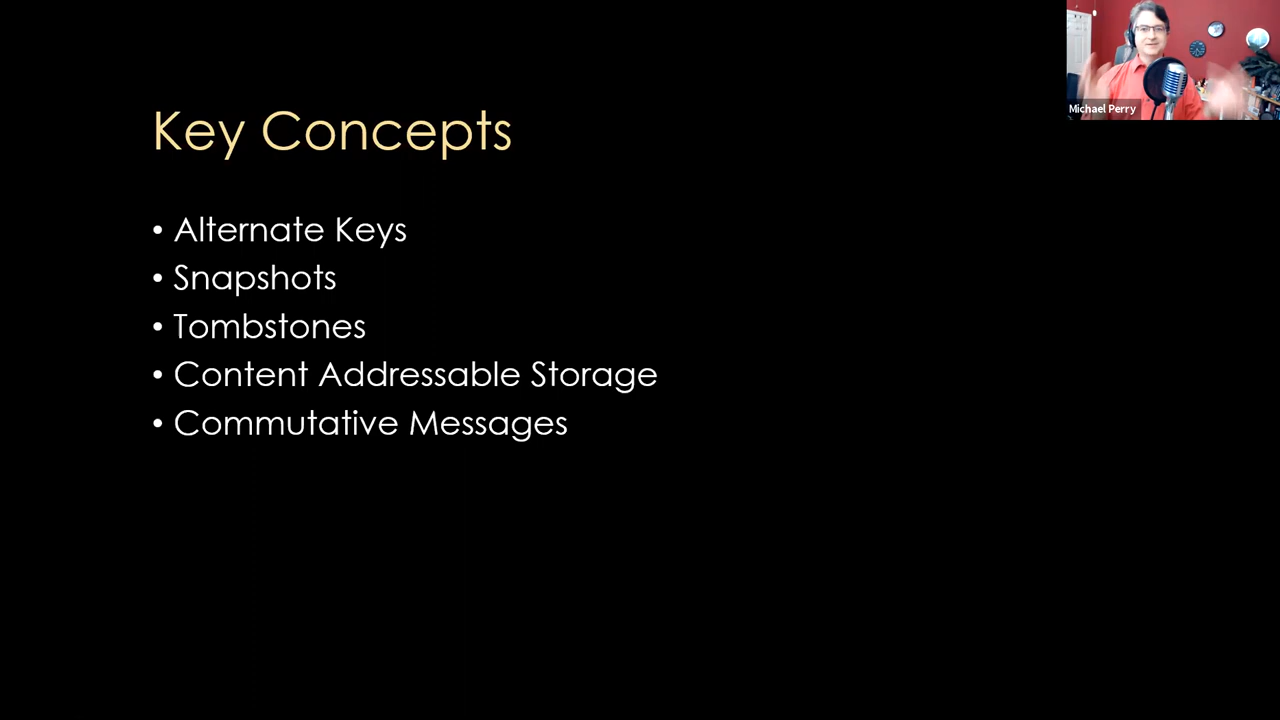 Key Concepts
• Alternate Keys
• Snapshots
• Tombstones
• Content Addressable Storage
• Commutative Messages
Michael Perry